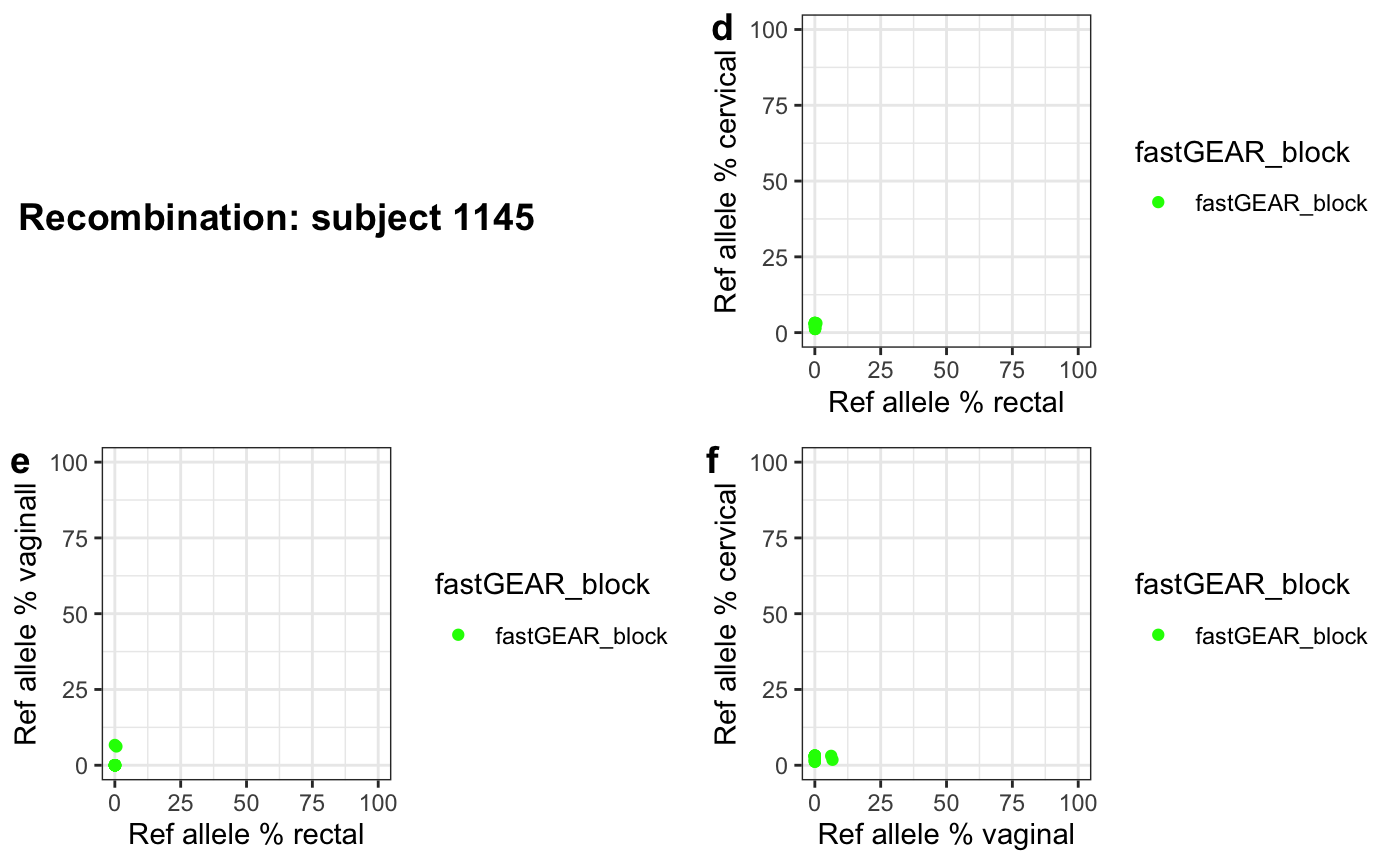 Recombination: subject 1145
d
Ref allele % cervical
100
75
50
25
0
0 25 50 75 100
Ref allele % rectal
fastGEAR_block
fastGEAR_block
e
Ref allele % vaginall
100
75
50
25
0
0 25 50 75 100
Ref allele % rectal
fastGEAR_block
fastGEAR_block
f
Ref allele % cervical
100
75
50
25
0
0 25 50 75 100
Ref allele % vaginal
fastGEAR_block
fastGEAR_block